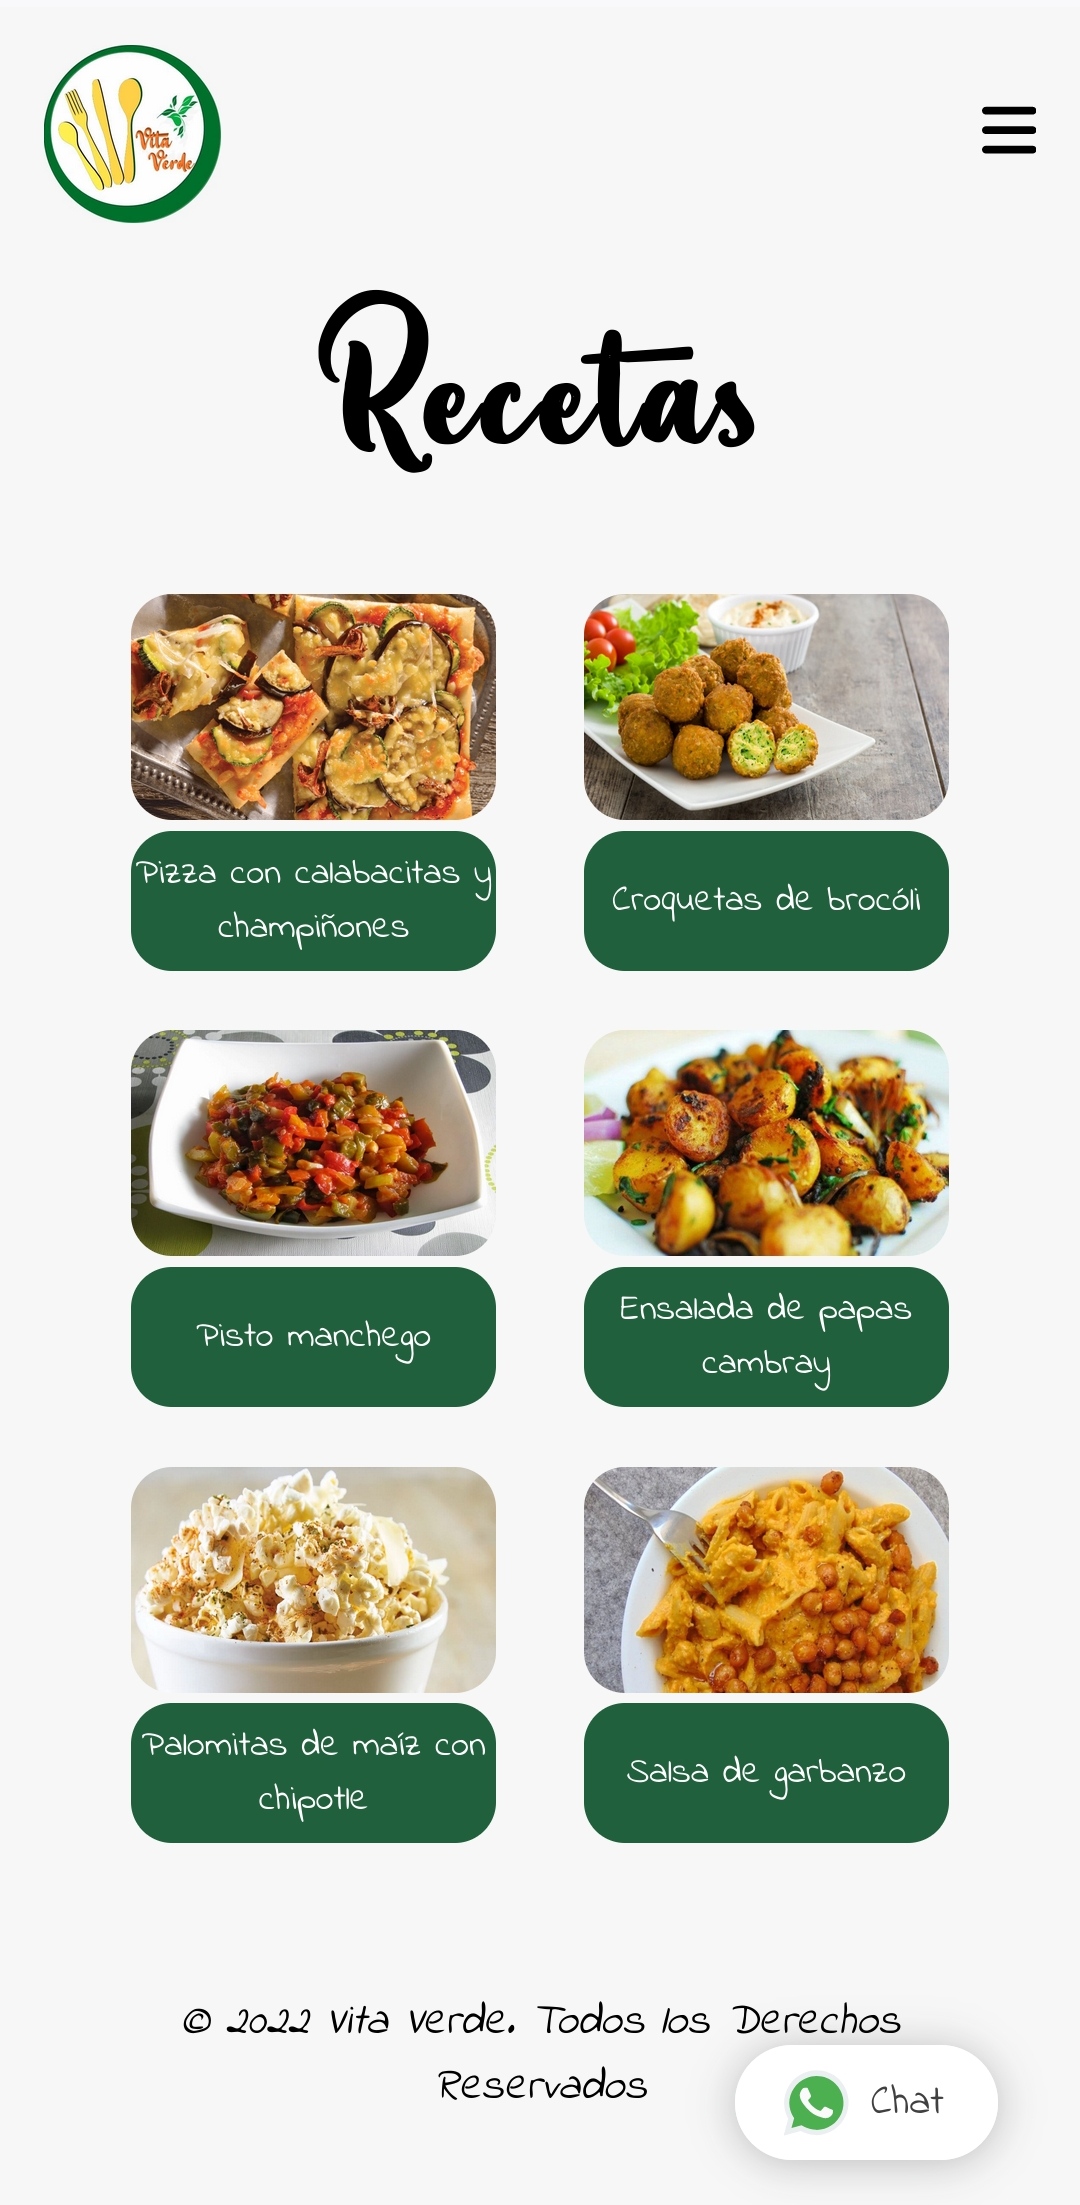 Vita
Verde
Recetas
Pizza con calabacitas y
champiñones
Croquetas de brocóli
Pisto manchego
Ensalada de papas
cambray
Palomitas de maíz con
chipotle
Salsa de garbanzo
© 2022 Vita Verde. Todos los Derechos
Reservados
Chat